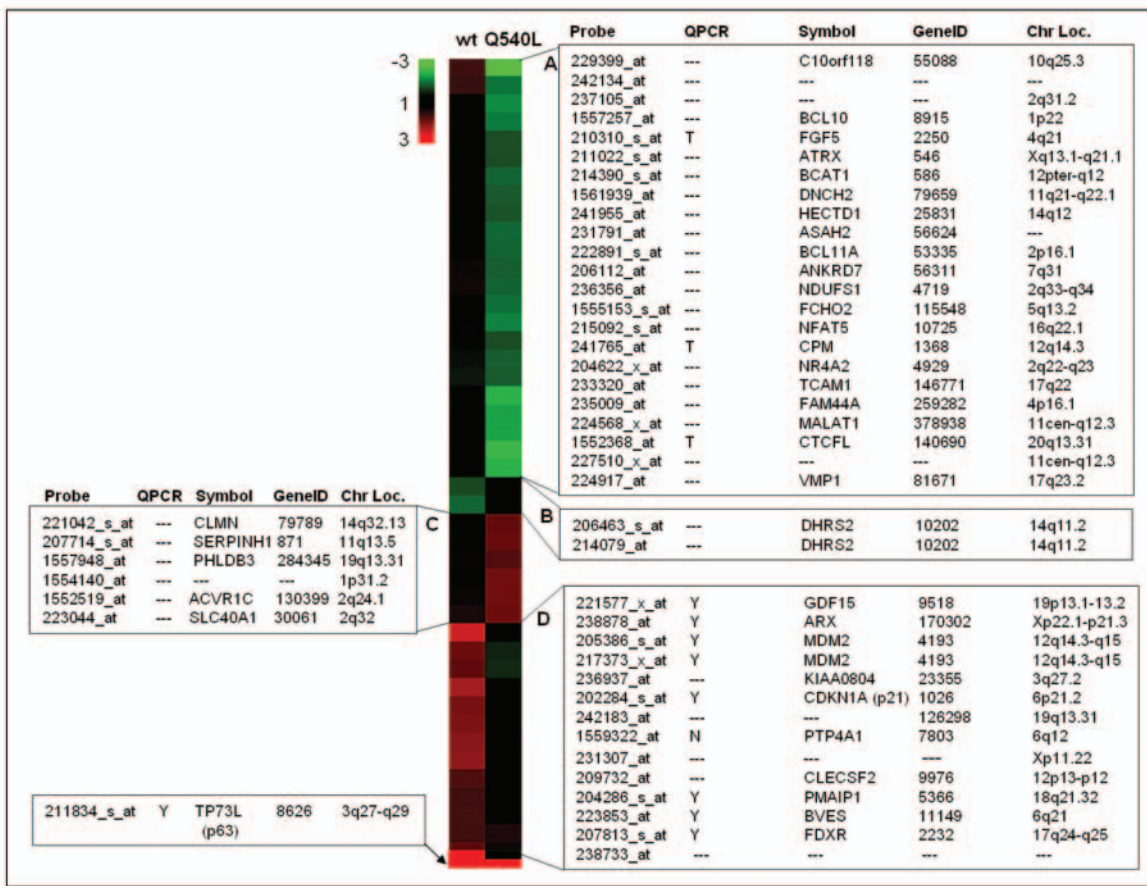 wt Q540L
-3
1
3
A
Probe QPCR Symbol GeneID Chr Loc.
229399_at --- C10orf118 55088 10q25.3
242134_at --- --- --- ---
237105_at --- --- --- 2q31.2
1557257_at --- BCL10 8915 1p22
210310_s_at T FGF5 2250 4q21
211022_s_at --- ATRX 546 Xq13.1-q21.1
214390_s_at --- BCAT1 586 12pter-q12
1561939_at --- DNCH2 79659 11q21-q22.1
241955_at --- HECTD1 25831 14q12
231791_at --- ASAH2 56624 ---
222891_s_at --- BCL11A 53335 2p16.1
206112_at --- ANKRD7 56311 7q31
236356_at --- NDUFS1 4719 2q33-q34
1555153_s_at --- FCHO2 115548 5q13.2
215092_s_at --- NFAT5 10725 16q22.1
241765_at T CPM 1368 12q14.3
204622_x_at --- NR4A2 4929 2q22-q23
233320_at --- TCAM1 146771 17q22
235009_at --- FAM44A 259282 4p16.1
224568_x_at --- MALAT1 378938 11cen-q12.3
1552368_at T CTCFL 140690 20q13.31
227510_x_at --- --- --- 11cen-q12.3
224917_at --- VMP1 81671 17q23.2
B
206463_s_at --- DHRS2 10202 14q11.2
214079_at --- DHRS2 10202 14q11.2
C
Probe QPCR Symbol GeneID Chr Loc.
221042_s_at --- CLMN 79789 14q32.13
207714_s_at --- SERPINH1 871 11q13.5
1557948_at --- PHLDB3 284345 19q13.31
1554140_at --- --- --- 1p31.2
1552519_at --- ACVR1C 130399 2q24.1
223044_at --- SLC40A1 30061 2q32
D
221577_x_at Y GDF15 9518 19p13.1-13.2
238878_at Y ARX 170302 Xp22.1-p21.3
205386_s_at Y MDM2 4193 12q14.3-q15
217373_x_at Y MDM2 4193 12q14.3-q15
236937_at --- KIAA0804 23355 3q27.2
202284_s_at Y CDKN1A (p21) 1026 6p21.2
242183_at --- --- 126298 19q13.31
1559322_at N PTP4A1 7803 6q12
231307_at --- --- --- Xp11.22
209732_at --- CLECSF2 9976 12p13-p12
204286_s_at Y PMAIP1 5366 18q21.32
223853_at Y BVES 11149 6q21
207813_s_at Y FDXR 2232 17q24-q25
238733_at --- --- --- ---
211834_s_at Y TP73L 8626 3q27-q29
(p63)